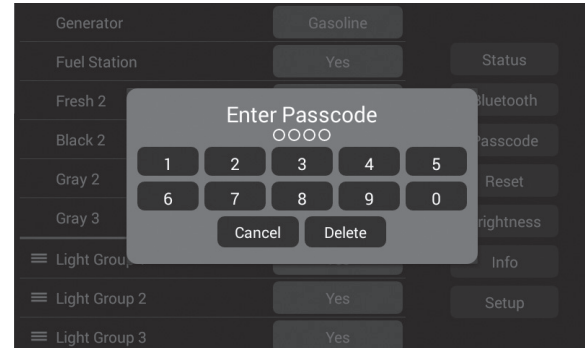 Generator Gasoline
Fuel Station Yes Status
Fresh 2 Bluetooth
Enter Passcode
Black 2 Passcode
1 2 3 4 5
Gray 2 Reset
6 7 8 9 0
Gray 3 Brightness
Cancel Delete
Light Group Info
Light Group 2 Yes Setup
Light Group 3 Yes